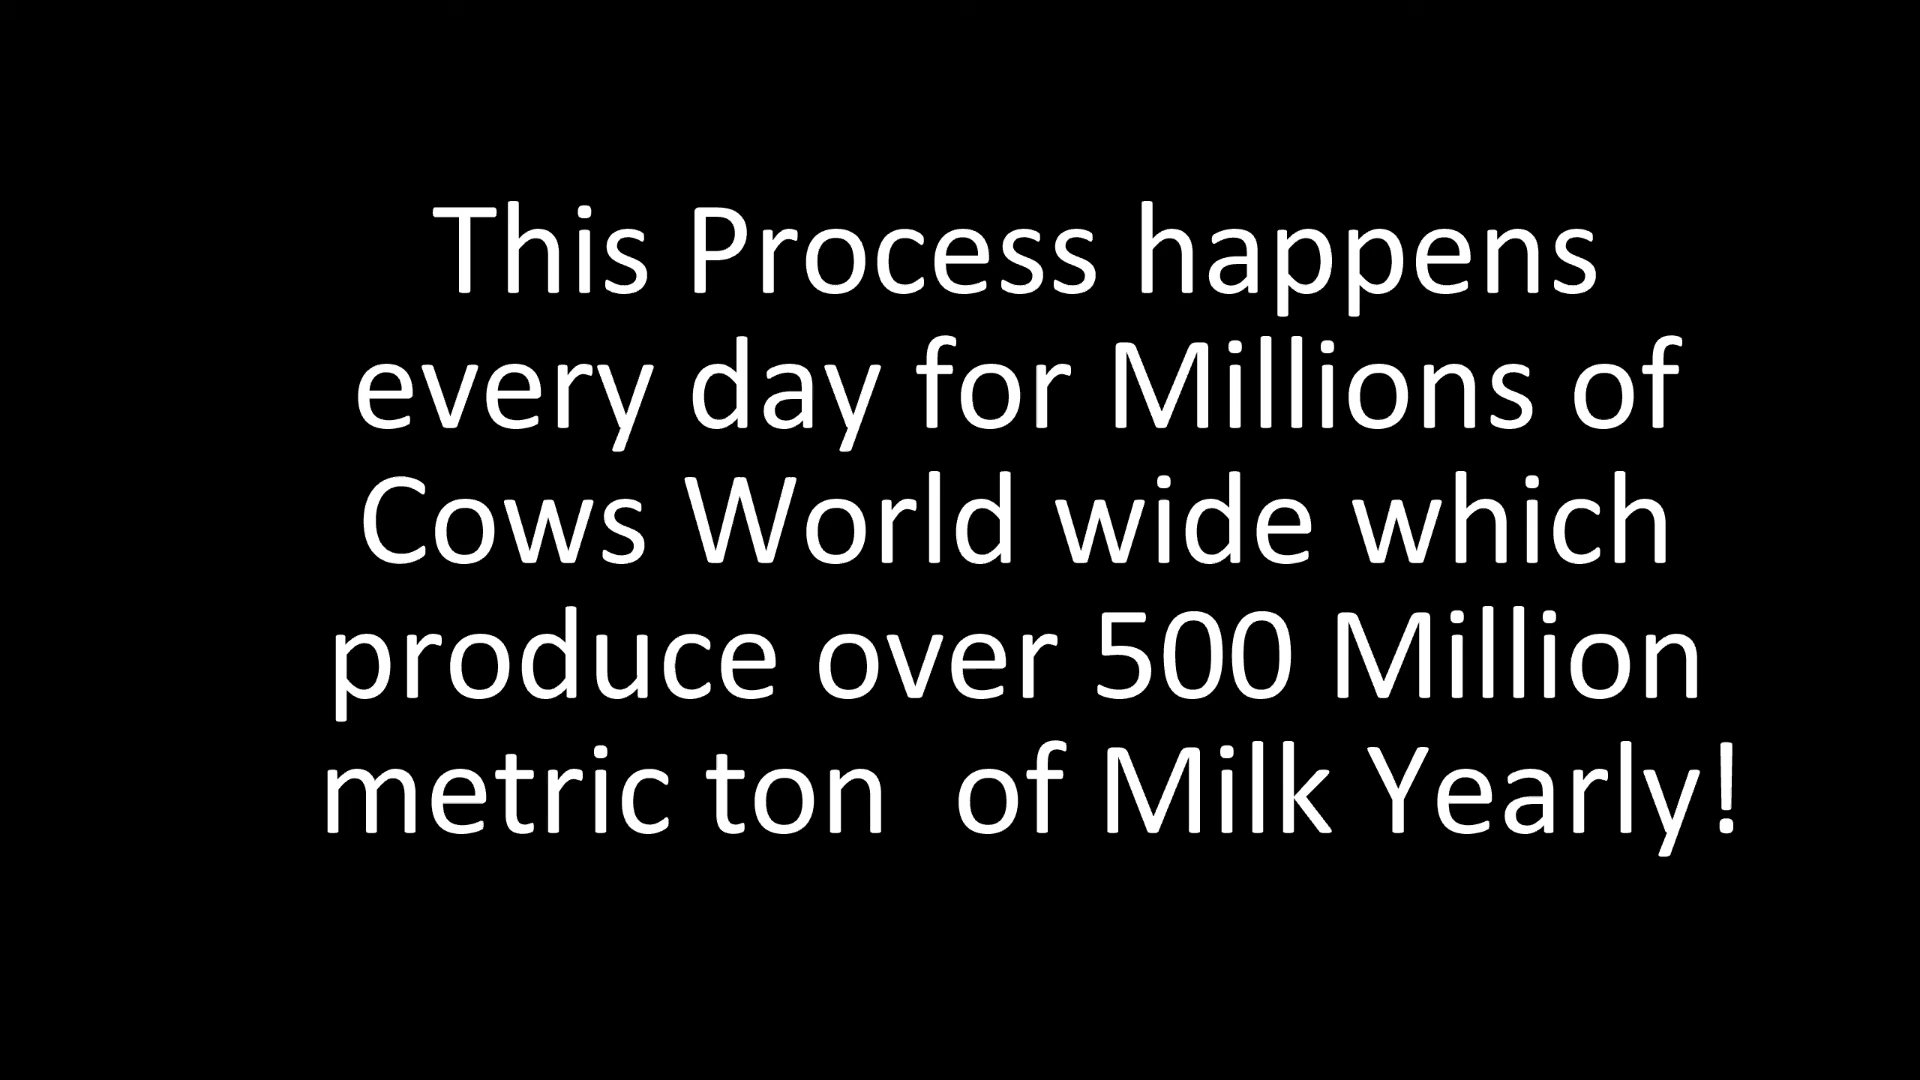 This Process happens
every day for Millions of
Cows World wide which
produce over 500 Million
metric ton  of Milk Yearly!